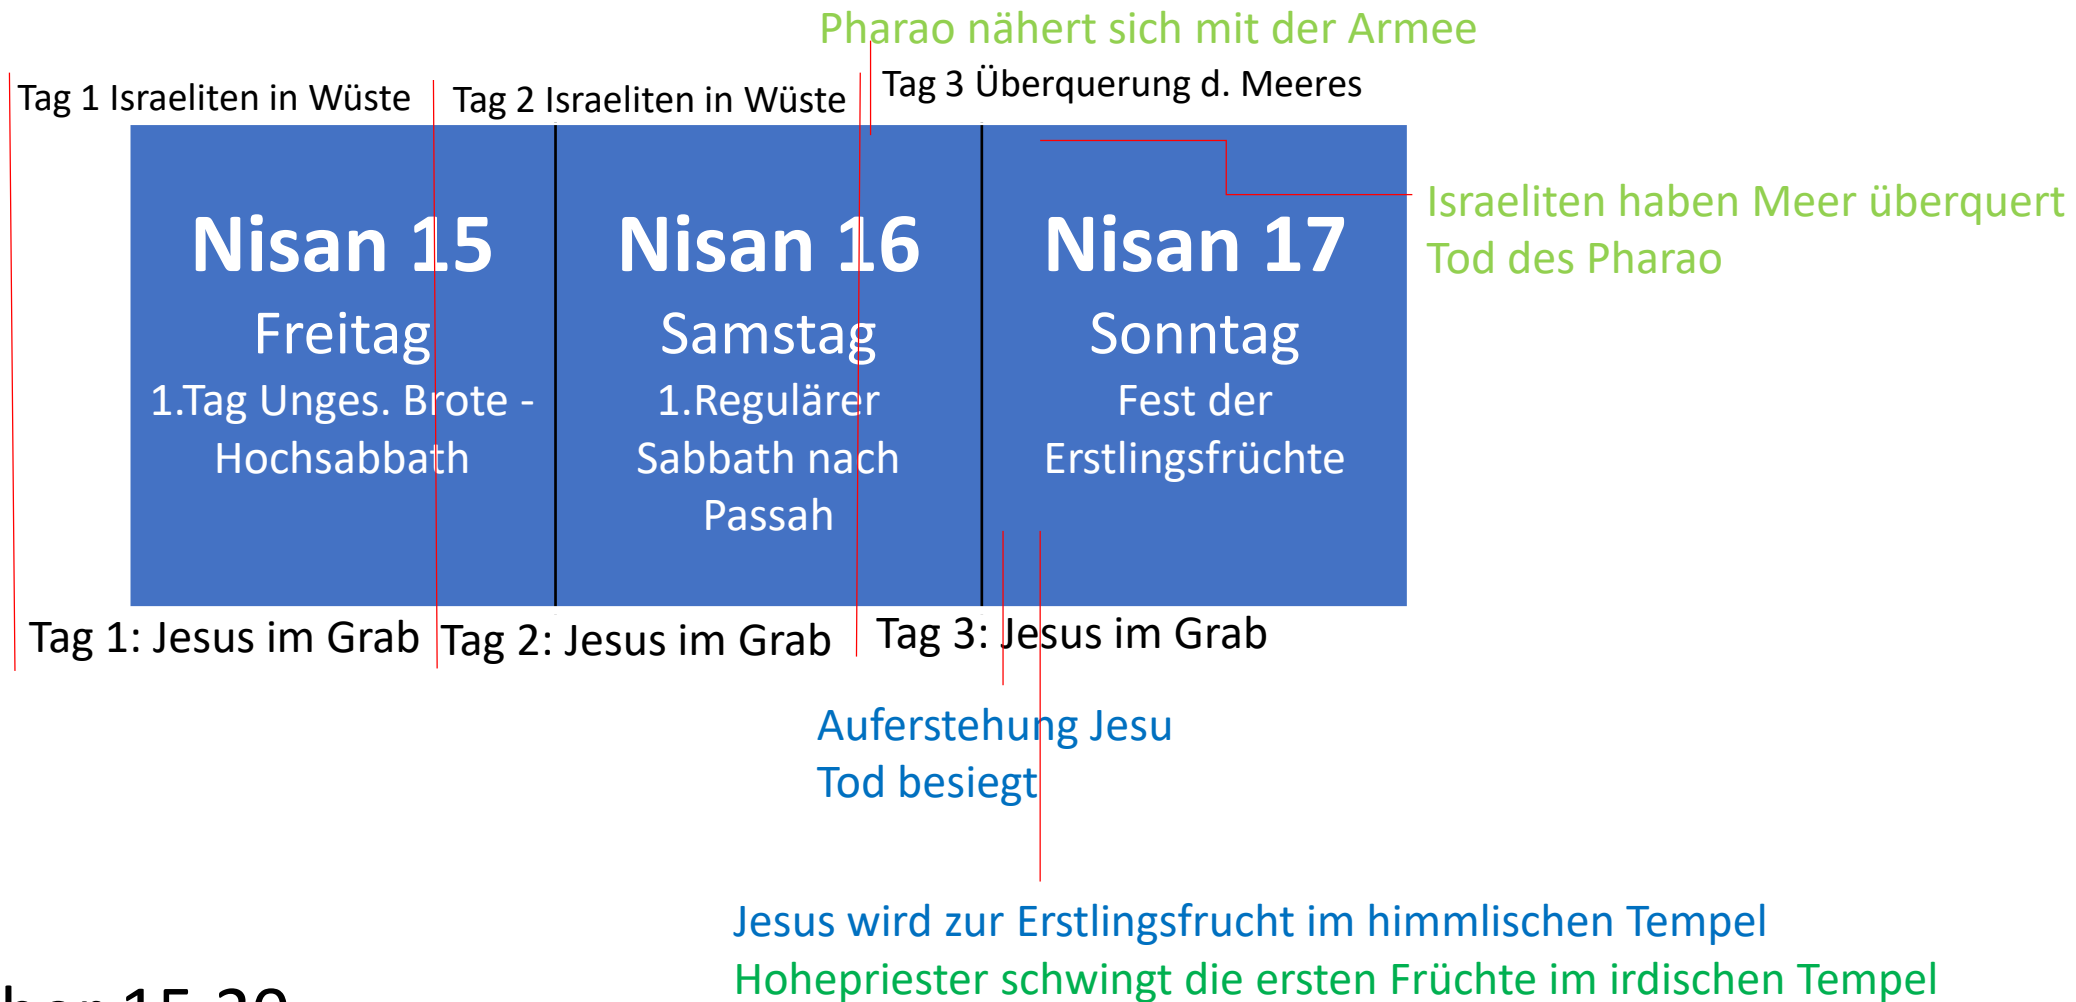 Pharao nähert sich mit der Armee
Tag 1 Israeliten in Wüste
Tag 2 Israeliten in Wüste
Tag 3 Überquerung d. Meeres
Nisan 15
Freitag
1.Tag Unges. Brote -
Hochsabbath
Nisan 16
Samstag
1.Regulärer
Sabbath nach
Passah
Nisan 17
Sonntag
Fest der
Erstlingsfrüchte
Israeliten haben Meer überquert
Tod des Pharao
Tag 1: Jesus im Grab
Tag 2: Jesus im Grab
Tag 3: Jesus im Grab
Auferstehung Jesu
Tod besiegt
Jesus wird zur Erstlingsfrucht im himmlischen Tempel
Hohepriester schwingt die ersten Früchte im irdischen Tempel